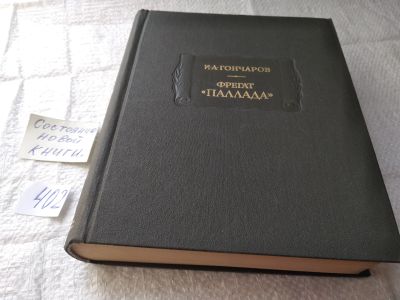 И.А.ГОНЧАРОВ
ФРЕГАТ
«ПАЛЛАДА»
Состояние
новой
книги.
402